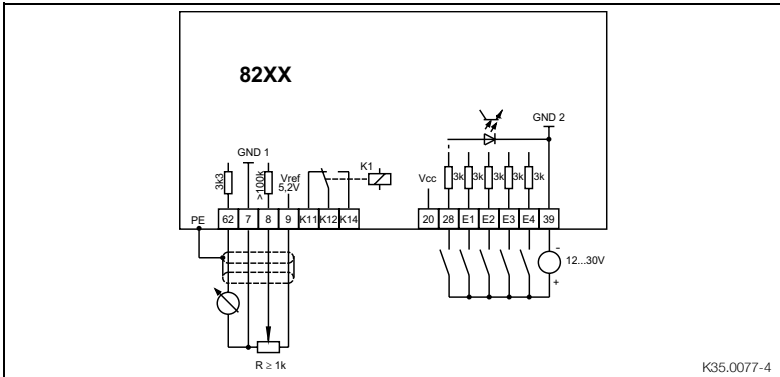 82XX
GND 2
GND 1
K1
3k3
>100k
Vref
5,2V
Vcc
3k 3k 3k 3k 3k
PE 62 7 8 9 K11 K12 K14 20 28 E1 E2 E3 E4 39
-
12...30V
+
R ≥ 1k
K35.0077-4